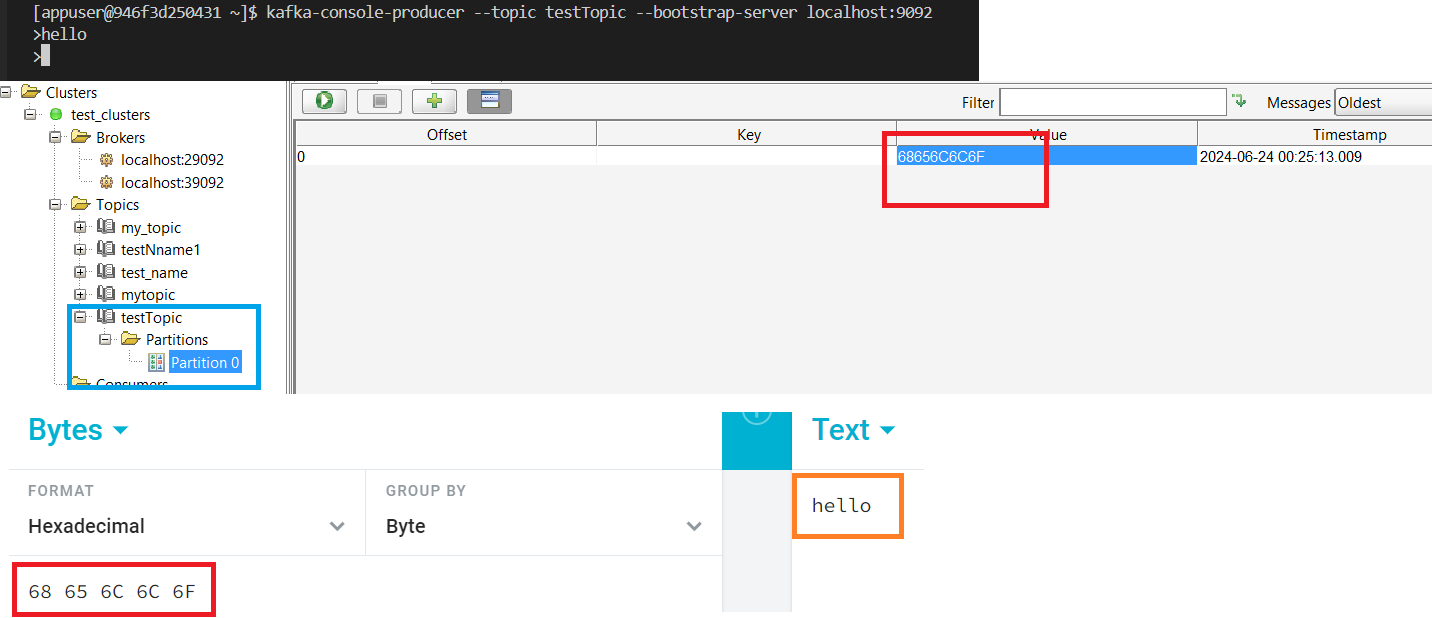 [appuser@946f3d250431 ~]$ kafka-console-producer --topic testTopic --bootstrap-server localhost:9092
>hello
>
Clusters
test_clusters
Brokers
localhost:29092
localhost:39092
Topics
my_topic
testNname1
test_name
mytopic
testTopic
Partitions
Partition 0
Consumers
Filter Messages Oldest
Offset Key Value Timestamp
0 68656C6C6F 2024-06-24 00:25:13.009
Bytes
FORMAT GROUP BY
Hexadecimal Byte
68 65 6C 6C 6F
Text
hello